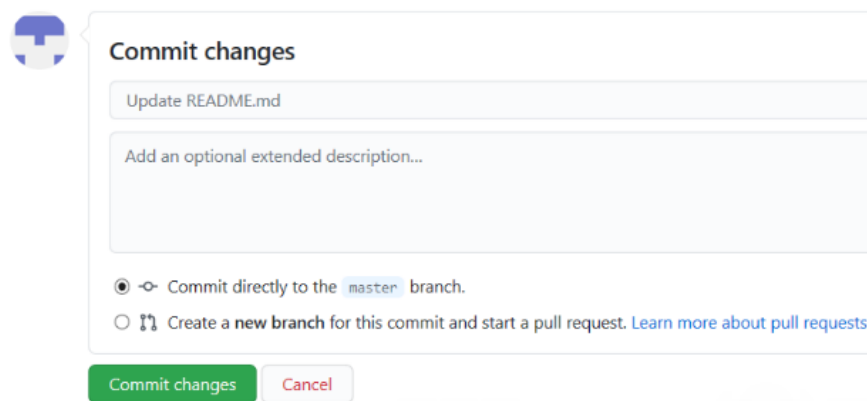 Commit changes
Update README.md
Add an optional extended description...
Commit directly to the master branch.
Create a new branch for this commit and start a pull request. Learn more about pull requests
Commit changes
Cancel